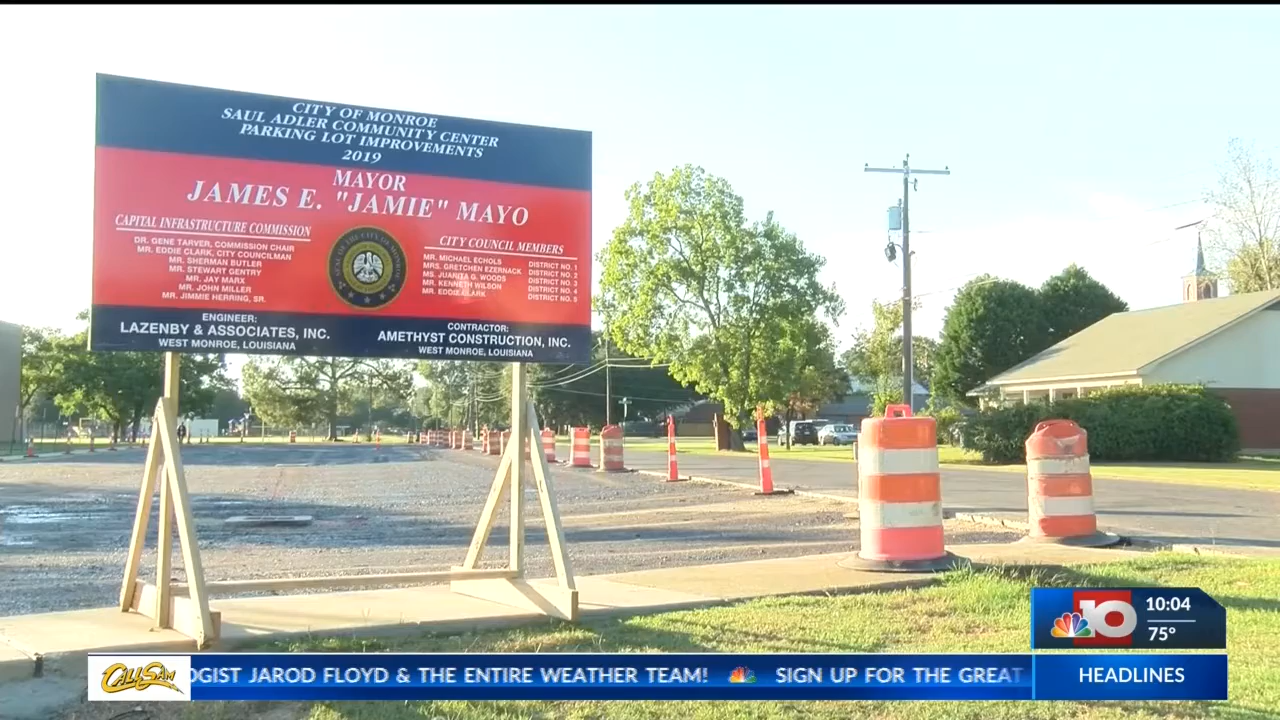 CITY OF MONROE
SAUL ADLER COMMUNITY CENTER
PARKING LOT IMPROVEMENTS
2019
MAYOR
JAMES E. "JAMIE" MAYO
CAPITAL INFRASTRUCTURE COMMISSION
DR. GENE TARVER, COMMISSION CHAIR
MR. EDDIE CLARK, CITY COUNCILMAN
MR. SHERMAN BUTLER
MR. STEWART GENTRY
MR. JAY MARX
MR. JOHN MILLER
MR. JIMMIE HERRING, SR.
CITY COUNCIL MEMBERS
MR. MICHAEL ECHOLS DISTRICT NO. 1
MRS. GRETCHEN EZERNACK DISTRICT NO. 2
MS. JUANITA G. WOODS DISTRICT NO. 3
MR. KENNETH WILSON DISTRICT NO. 4
MR. EDDIE CLARK DISTRICT NO. 5
ENGINEER:
LAZENBY & ASSOCIATES, INC.
WEST MONROE, LOUISIANA
CONTRACTOR:
AMETHYST CONSTRUCTION, INC.
WEST MONROE, LOUISIANA
10
10:04
75°
CALL SAM
OGIST JAROD FLOYD & THE ENTIRE WEATHER TEAM! SIGN UP FOR THE GREAT
HEADLINES